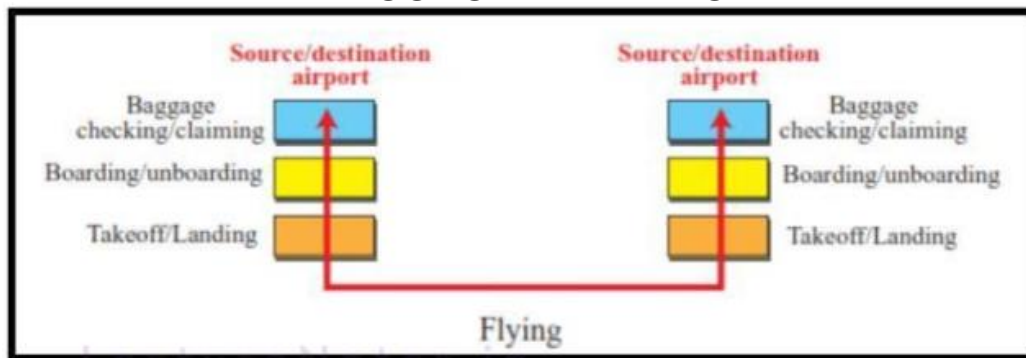 Source/destination
airport
Source/destination
airport
Baggage
checking/claiming
Baggage
checking/claiming
Boarding/unboarding
Boarding/unboarding
Takeoff/Landing
Takeoff/Landing
Flying